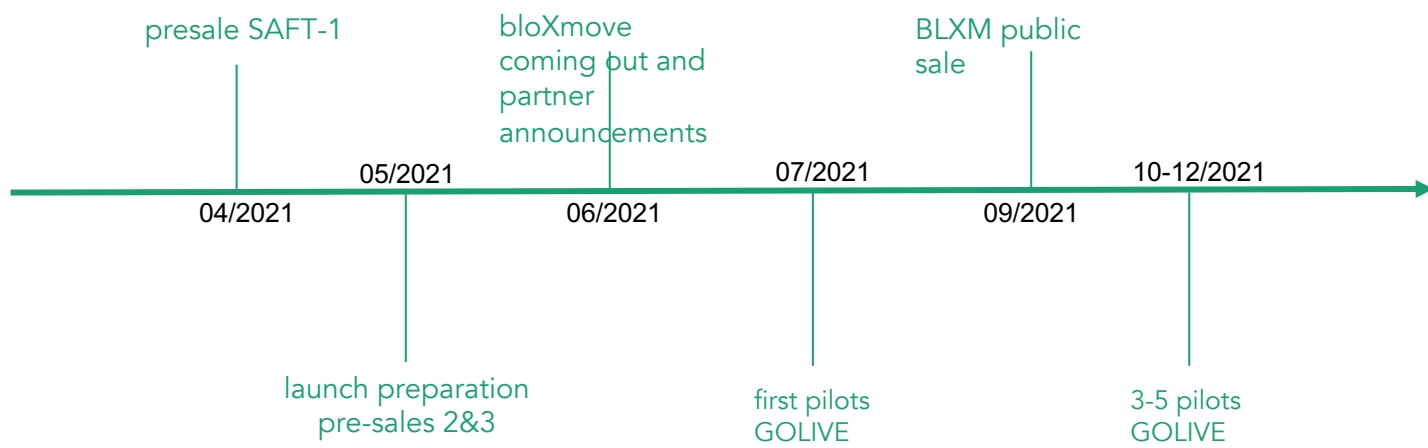 presale SAFT-1
bloXmove
coming out and
partner
announcements
BLXM public
sale
05/2021
07/2021
10-12/2021
04/2021
06/2021
09/2021
launch preparation
pre-sales 2&3
first pilots
GOLIVE
3-5 pilots
GOLIVE